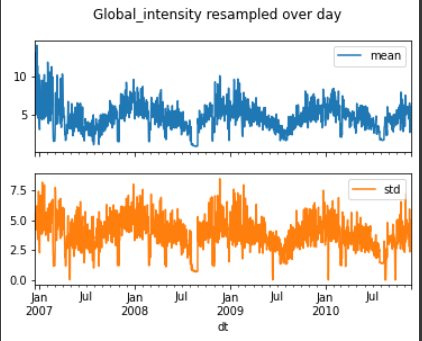 Global_intensity resampled over day
mean
10
5
std
7.5
5.0
2.5
0.0
Jan Jul Jan Jul Jan Jul Jan Jul
2007 2008 2009 2010
dt